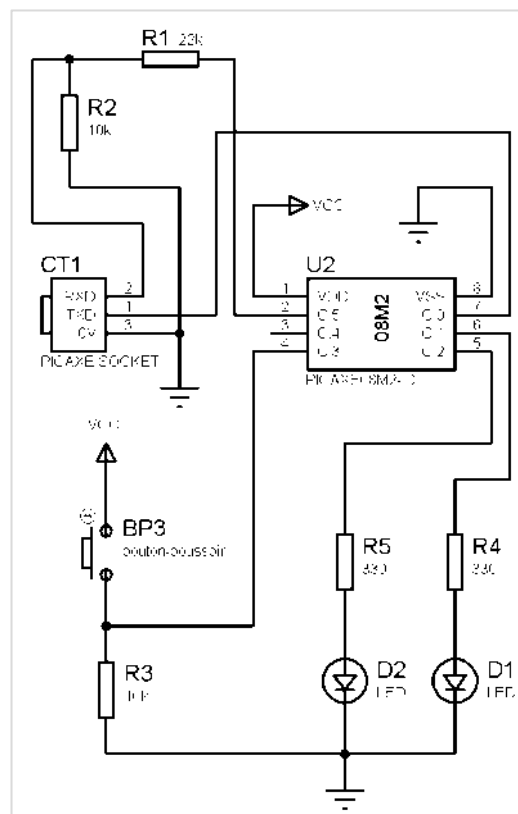 R1 22k
R2
10k
VCC
CT1
U2
2
RXD
1
TXD
3
0V
PICAXE SOCKET
1
VDD
VSS
8
2
C.5
C.0
7
3
C.4
C.1
6
4
C.3
C.2
5
08M2
VCC
BP3
bouton-poussoir
R5
330
R4
330
R3
10k
D2
LED
D1
LED